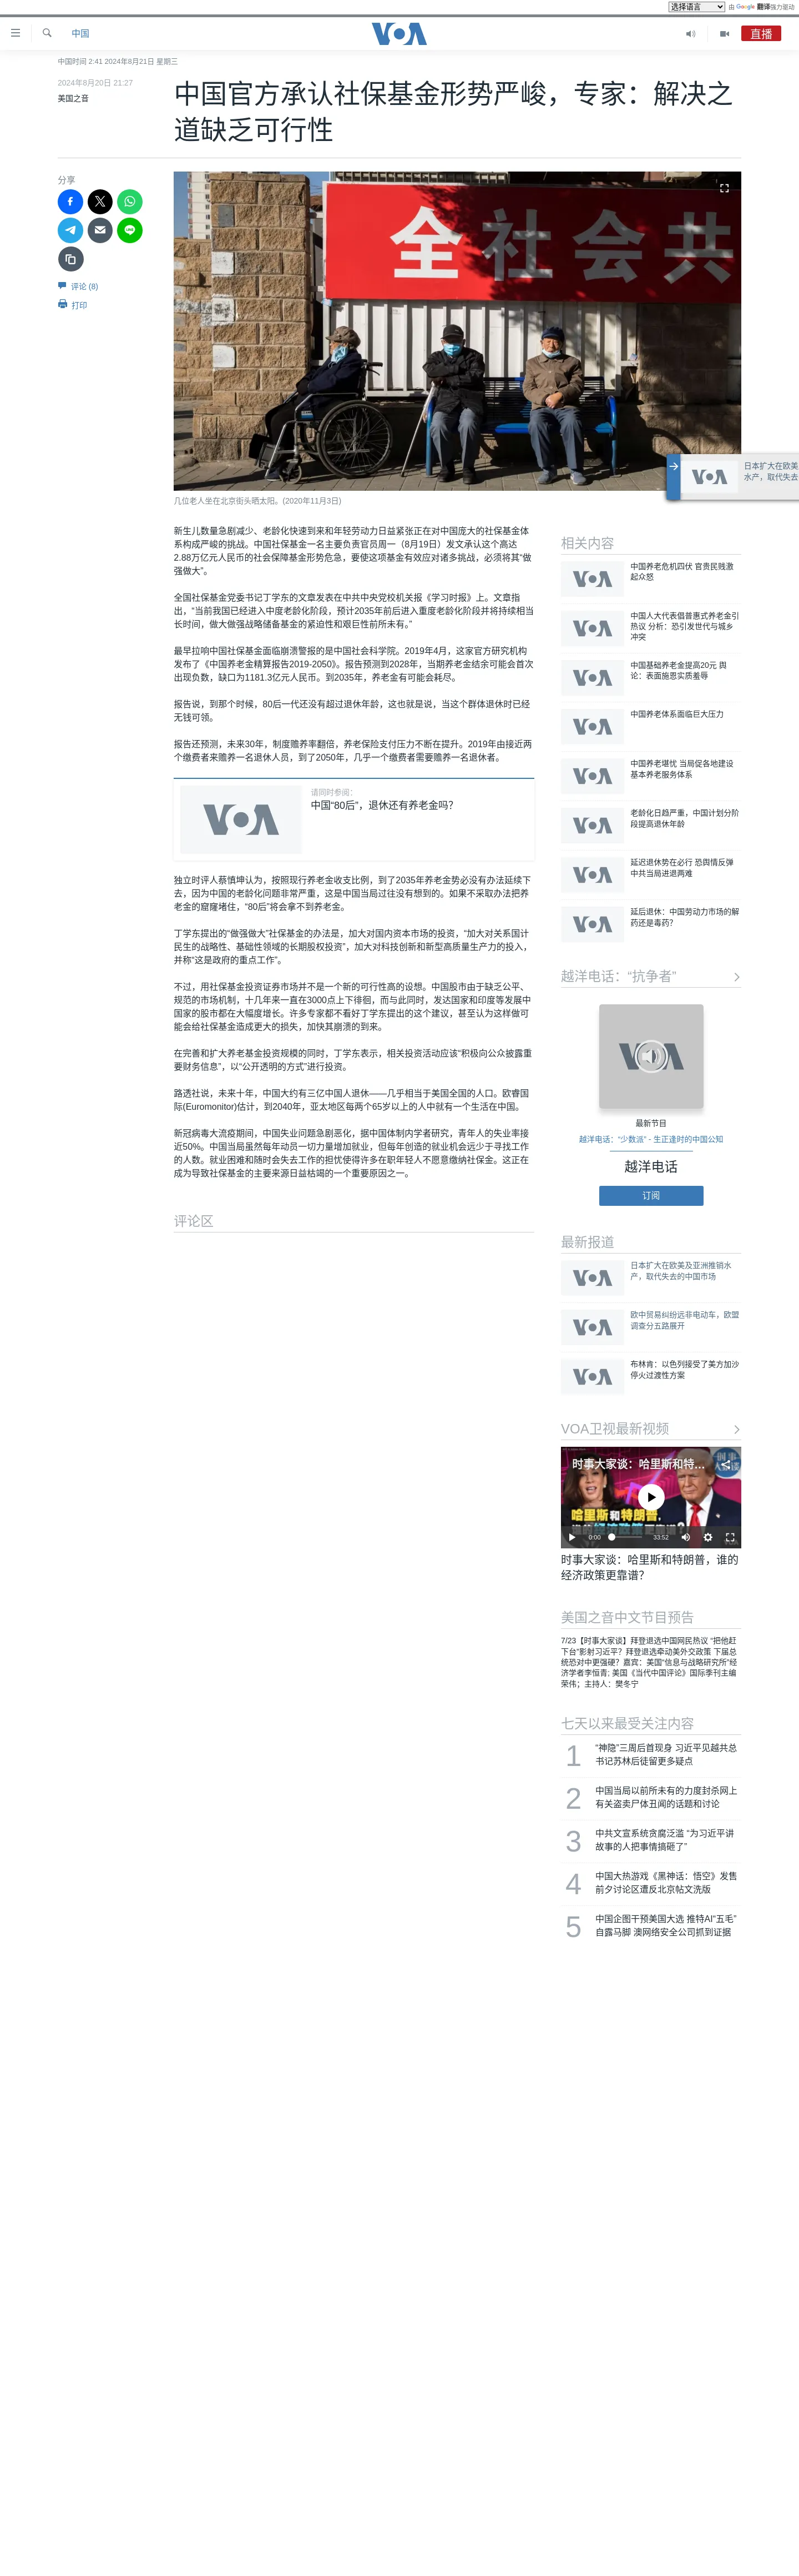 选择语言
由 Google 翻译强力驱动
中国
VOA
直播
中国时间 2:41 2024年8月21日 星期三
2024年8月20日 21:27
美国之音
中国官方承认社保基金形势严峻，专家：解决之
道缺乏可行性
分享
评论 (8)
打印
全社会共
几位老人坐在北京街头晒太阳。(2020年11月3日)
日本扩大在欧美
水产，取代失去
新生儿数量急剧减少、老龄化快速到来和年轻劳动力日益紧张正在对中国庞大的社保基金体
系构成严峻的挑战。中国社保基金一名主要负责官员周一（8月19日）发文承认这个高达
2.88万亿元人民币的社会保障基金形势危急，要使这项基金有效应对诸多挑战，必须将其“做
强做大”。
全国社保基金党委书记丁学东的文章发表在中共中央党校机关报《学习时报》上。文章指
出，“当前我国已经进入中度老龄化阶段，预计2035年前后进入重度老龄化阶段并将持续相当
长时间，做大做强战略储备基金的紧迫性和艰巨性前所未有。”
最早拉响中国社保基金面临崩溃警报的是中国社会科学院。2019年4月，这家官方研究机构
发布了《中国养老金精算报告2019-2050》。报告预测到2028年，当期养老金结余可能会首次
出现负数，缺口为1181.3亿元人民币。到2035年，养老金有可能会耗尽。
报告说，到那个时候，80后一代还没有超过退休年龄，这也就是说，当这个群体退休时已经
无钱可领。
报告还预测，未来30年，制度赡养率翻倍，养老保险支付压力不断在提升。2019年由接近两
个缴费者来赡养一名退休人员，到了2050年，几乎一个缴费者需要赡养一名退休者。
VOA
请同时参阅：
中国“80后”，退休还有养老金吗？
独立时评人蔡慎坤认为，按照现行养老金收支比例，到了2035年养老金势必没有办法延续下
去，因为中国的老龄化问题非常严重，这是中国当局过往没有想到的。如果不采取办法把养
老金的窟窿堵住，“80后”将会拿不到养老金。
丁学东提出的“做强做大”社保基金的办法是，加大对国内资本市场的投资，“加大对关系国计
民生的战略性、基础性领域的长期股权投资”，加大对科技创新和新型高质量生产力的投入，
并称“这是政府的重点工作”。
不过，用社保基金投资证券市场并不是一个新的可行性高的设想。中国股市由于缺乏公平、
规范的市场机制，十几年来一直在3000点上下徘徊，而与此同时，发达国家和印度等发展中
国家的股市都在大幅度增长。许多专家都不看好丁学东提出的这个建议，甚至认为这样做可
能会给社保基金造成更大的损失，加快其崩溃的到来。
在完善和扩大养老基金投资规模的同时，丁学东表示，相关投资活动应该“积极向公众披露重
要财务信息”，以“公开透明的方式”进行投资。
路透社说，未来十年，中国大约有三亿中国人退休——几乎相当于美国全国的人口。欧睿国
际(Euromonitor)估计，到2040年，亚太地区每两个65岁以上的人中就有一个生活在中国。
新冠病毒大流疫期间，中国失业问题急剧恶化，据中国体制内学者研究，青年人的失业率接
近50%。中国当局虽然每年动员一切力量增加就业，但每年创造的就业机会远少于寻找工作
的人数。就业困难和随时会失去工作的担忧使得许多在职年轻人不愿意缴纳社保金。这正在
成为导致社保基金的主要来源日益枯竭的一个重要原因之一。
评论区
相关内容
中国养老危机四伏 官贵民贱激
起众怒
中国人大代表倡普惠式养老金引
热议 分析：恐引发世代与城乡
冲突
中国基础养老金提高20元 舆
论：表面施恩实质羞辱
中国养老体系面临巨大压力
中国养老堪忧 当局促各地建设
基本养老服务体系
老龄化日趋严重，中国计划分阶
段提高退休年龄
延迟退休势在必行 恐舆情反弹
中共当局进退两难
延后退休：中国劳动力市场的解
药还是毒药？
越洋电话：“抗争者”
最新节目
越洋电话：“少数派” - 生正逢时的中国公知
越洋电话
订阅
最新报道
日本扩大在欧美及亚洲推销水
产，取代失去的中国市场
欧中贸易纠纷远非电动车，欧盟
调查分五路展开
布林肯：以色列接受了美方加沙
停火过渡性方案
VOA卫视最新视频
时事大家谈：哈里斯和特...
哈里斯和特朗普，
0:00
33:52
时事大家谈：哈里斯和特朗普，谁的
经济政策更靠谱？
美国之音中文节目预告
7/23【时事大家谈】拜登退选中国网民热议 “把他赶
下台”影射习近平？拜登退选牵动美外交政策 下届总
统恐对中更强硬？嘉宾：美国“信息与战略研究所”经
济学者李恒青; 美国《当代中国评论》国际季刊主编
荣伟；主持人：樊冬宁
七天以来最受关注内容
1
“神隐”三周后首现身 习近平见越共总
书记苏林后徒留更多疑点
2
中国当局以前所未有的力度封杀网上
有关盗卖尸体丑闻的话题和讨论
3
中共文宣系统贪腐泛滥 “为习近平讲
故事的人把事情搞砸了”
4
中国大热游戏《黑神话：悟空》发售
前夕讨论区遭反北京帖文洗版
5
中国企图干预美国大选 推特AI“五毛”
自露马脚 澳网络安全公司抓到证据